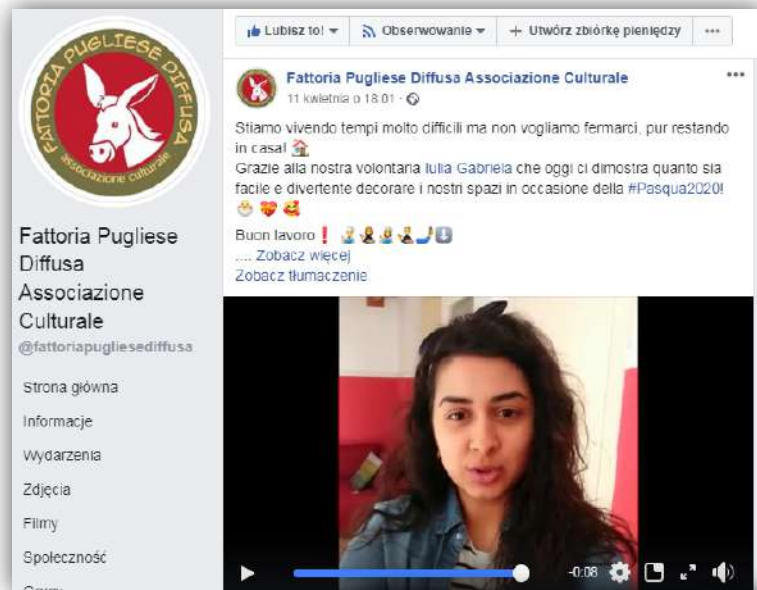 FATTORIA PUGLIESE DIFFUSA
associazione culturale
Fattoria Pugliese
Diffusa
Associazione
Culturale
@fattoriapugliesediffusa
Strona główna
Informacje
Wydarzenia
Zdjęcia
Filmy
Społeczność
Lubisz to!
Obserwowanie
+ Utwórz zbiórkę pieniędzy
Fattoria Pugliese Diffusa Associazione Culturale
11 kwietnia o 18:01 ·
Stiamo vivendo tempi molto difficili ma non vogliamo fermarci, pur restando
in casa!
Grazie alla nostra volontaria Iulia Gabriela che oggi ci dimostra quanto sia
facile e divertente decorare i nostri spazi in occasione della #Pasqua2020!
Buon lavoro❗
.... Zobacz więcej
Zobacz tłumaczenie
-0:08